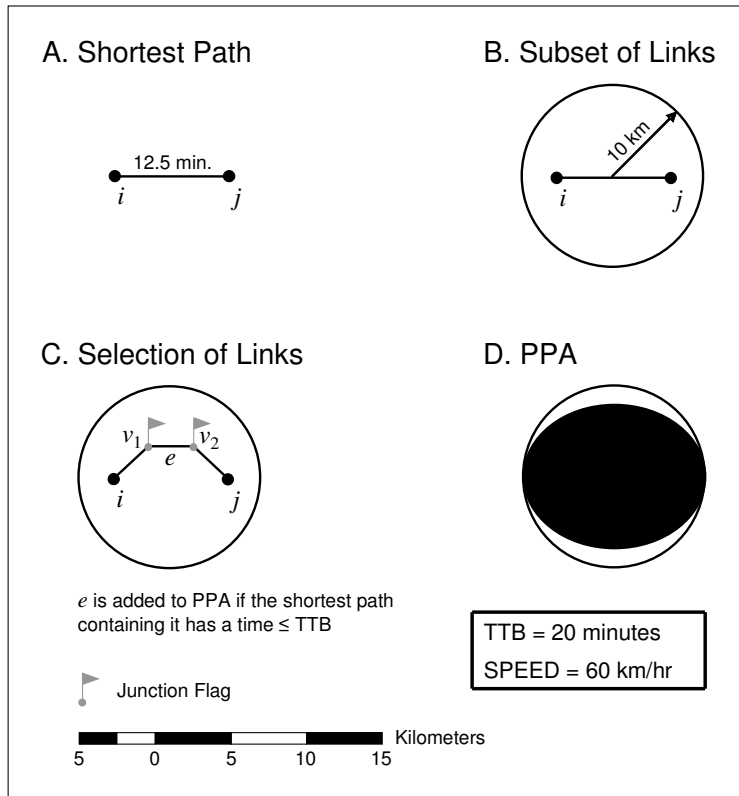 A. Shortest Path
12.5 min.
i
j
B. Subset of Links
10 km
i
j
C. Selection of Links
v1
v2
e
i
j
e is added to PPA if the shortest path
containing it has a time ≤ TTB
D. PPA
TTB = 20 minutes
SPEED = 60 km/hr
Junction Flag
Kilometers
5 0 5 10 15